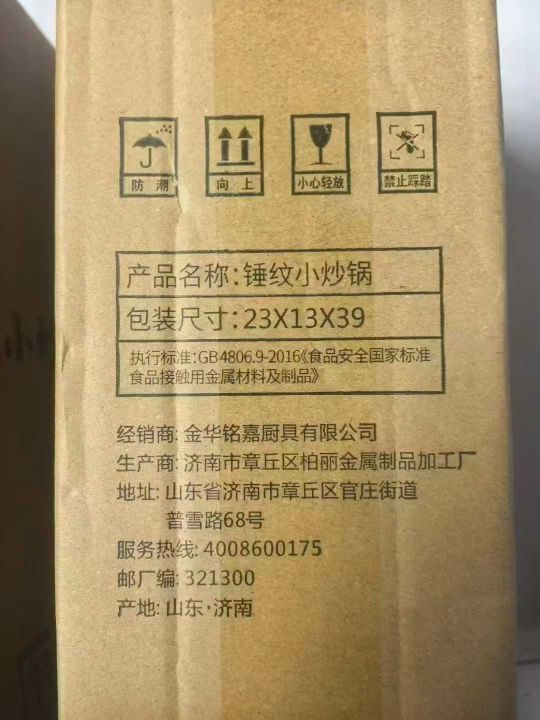 防潮 向上 小心轻放 禁止踩踏
产品名称:锤纹小炒锅
包装尺寸:23X13X39
执行标准:GB4806.9-2016《食品安全国家标准
食品接触用金属材料及制品》
经销商:金华铭嘉厨具有限公司
生产商:济南市章丘区柏丽金属制品加工厂
地址:山东省济南市章丘区官庄街道
普雪路68号
服务热线:4008600175
邮厂编:321300
产地:山东·济南